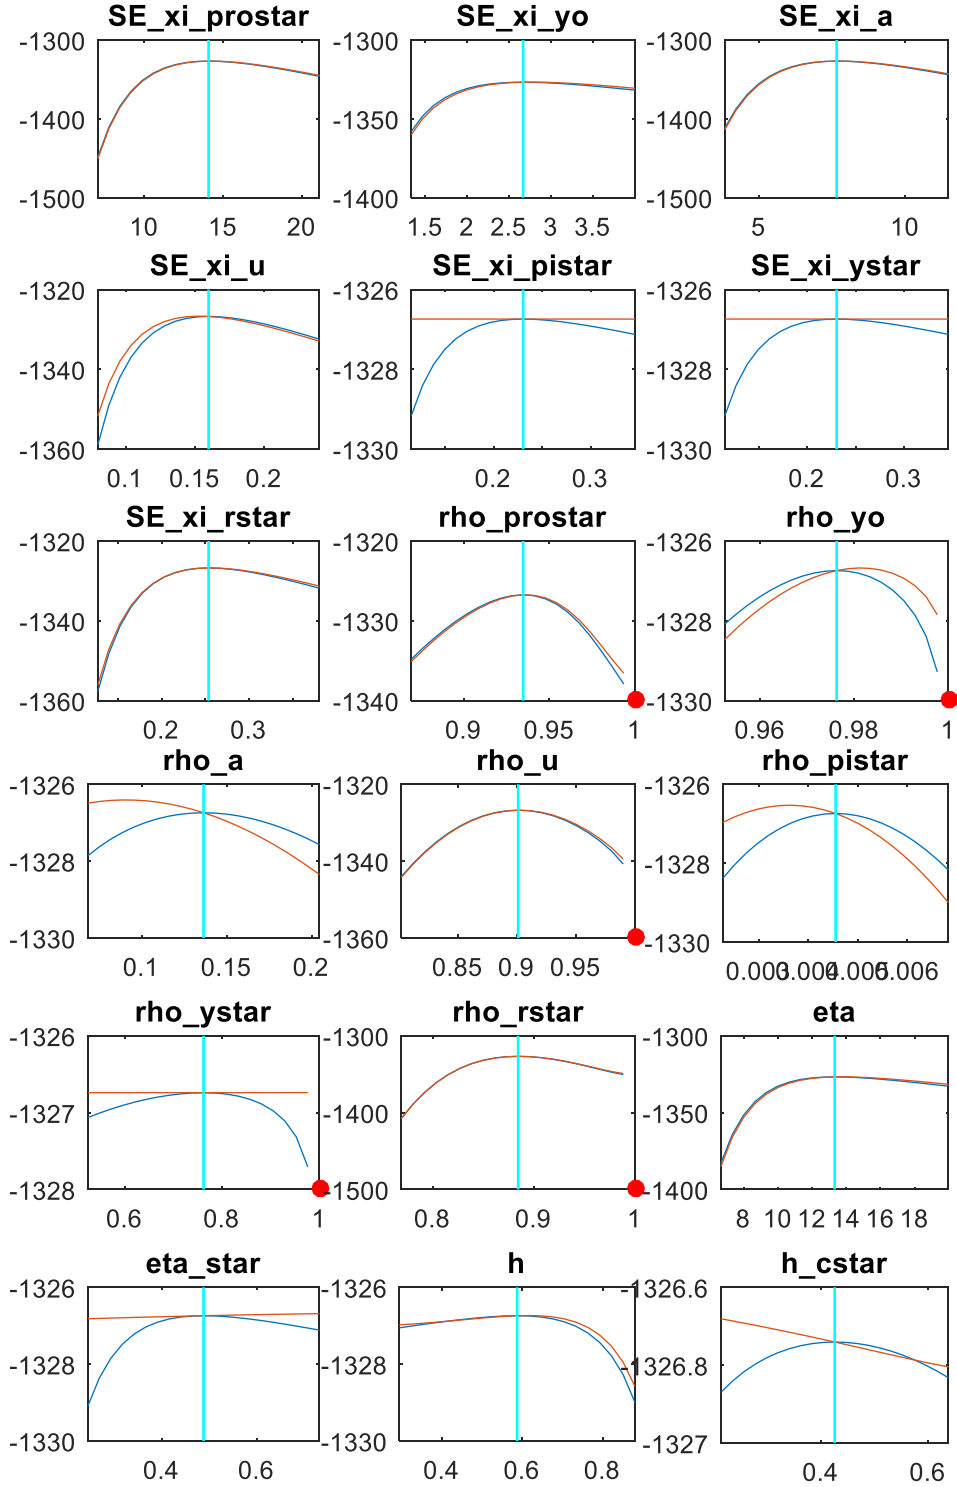 SE_xi_prostar SE_xi_yo SE_xi_a
-1300 -1300 -1300
-1400 -1350 -1400
-1500 -1400 -1500
10 15 20 1.5 2 2.5 3 3.5 5 10
SE_xi_u SE_xi_pistar SE_xi_ystar
-1320 -1326 -1326
-1340 -1328 -1328
-1360 -1330 -1330
0.1 0.15 0.2 0.2 0.3 0.2 0.3
SE_xi_rstar rho_prostar rho_yo
-1320 -1320 -1326
-1340 -1330 -1328
-1360 -1340 -1330
0.2 0.3 0.9 0.95 1 0.96 0.98 1
rho_a rho_u rho_pistar
-1326 -1320 -1326
-1328 -1340 -1328
-1330 -1360 -1330
0.1 0.15 0.2 0.85 0.9 0.95 0.003 0.004 0.005 0.006
rho_ystar rho_rstar eta
-1326 -1300 -1300
-1327 -1400 -1350
-1328 -1500 -1400
0.6 0.8 1 0.8 0.9 1 8 10 12 14 16 18
eta_star h h_cstar
-1326 -1326 -1326.6
-1328 -1328 -1326.8
-1330 -1330 -1327
0.4 0.6 0.4 0.6 0.8 0.4 0.6